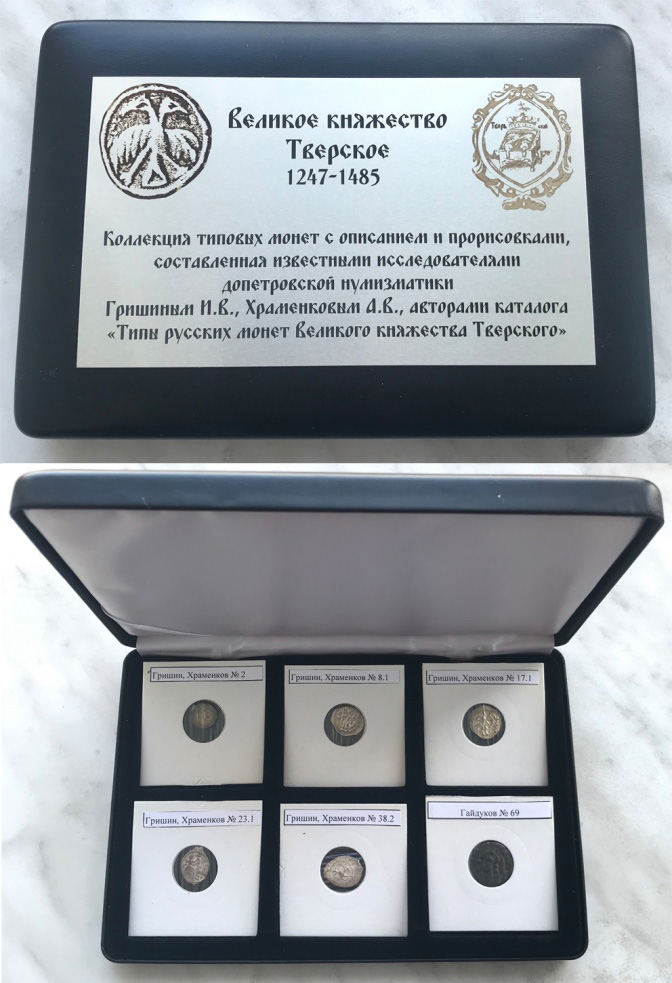 Великое княжество
Тверское
1247-1485
Коллекция типовых монет с описанием и прорисовками,
составленная известными исследователями
допетровской нумизматики
Гришиным И.В., Храменковым А.В., авторами каталога
«Типы русских монет Великого княжества Тверского»
Гришин, Храменков № 2
Гришин, Храменков № 8.1
Гришин, Храменков № 17.1
Гришин, Храменков № 23.1
Гришин, Храменков № 38.2
Гайдуков № 69